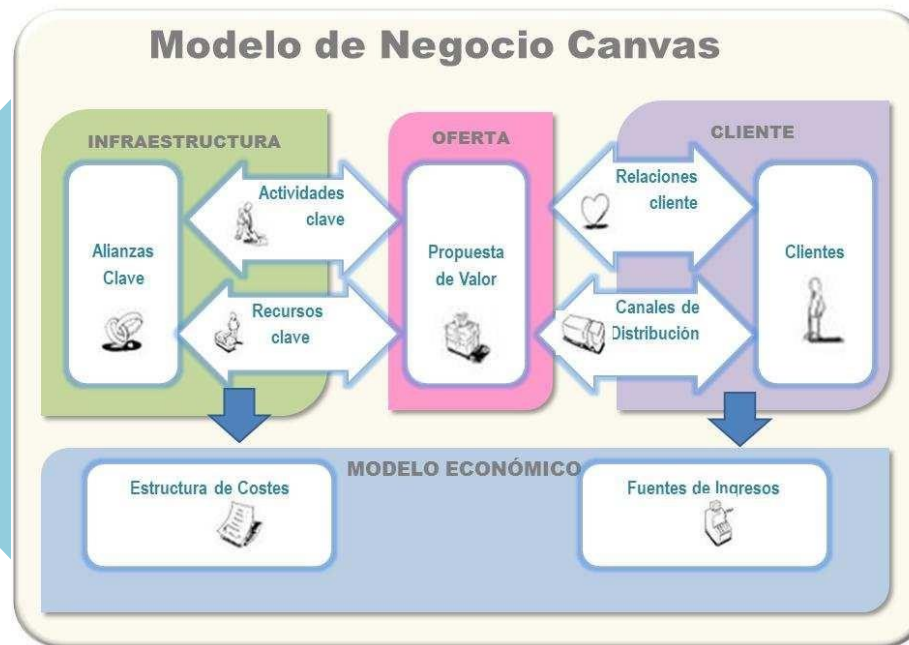 Modelo de Negocio Canvas
INFRAESTRUCTURA
OFERTA
CLIENTE
Alianzas
Clave
Actividades
clave
Recursos
clave
Propuesta
de Valor
Relaciones
cliente
Canales de
Distribución
Clientes
MODELO ECONÓMICO
Estructura de Costes
Fuentes de Ingresos